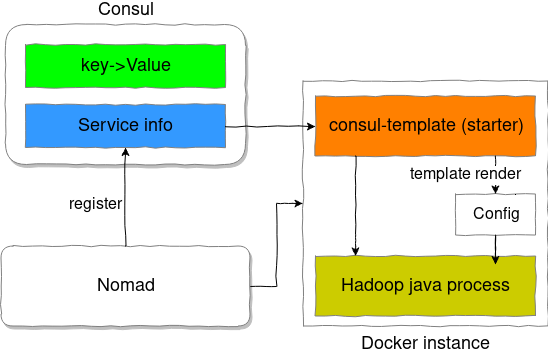 Consul
key->Value
Service info
consul-template (starter)
template render
register
Config
Nomad
Hadoop java process
Docker instance